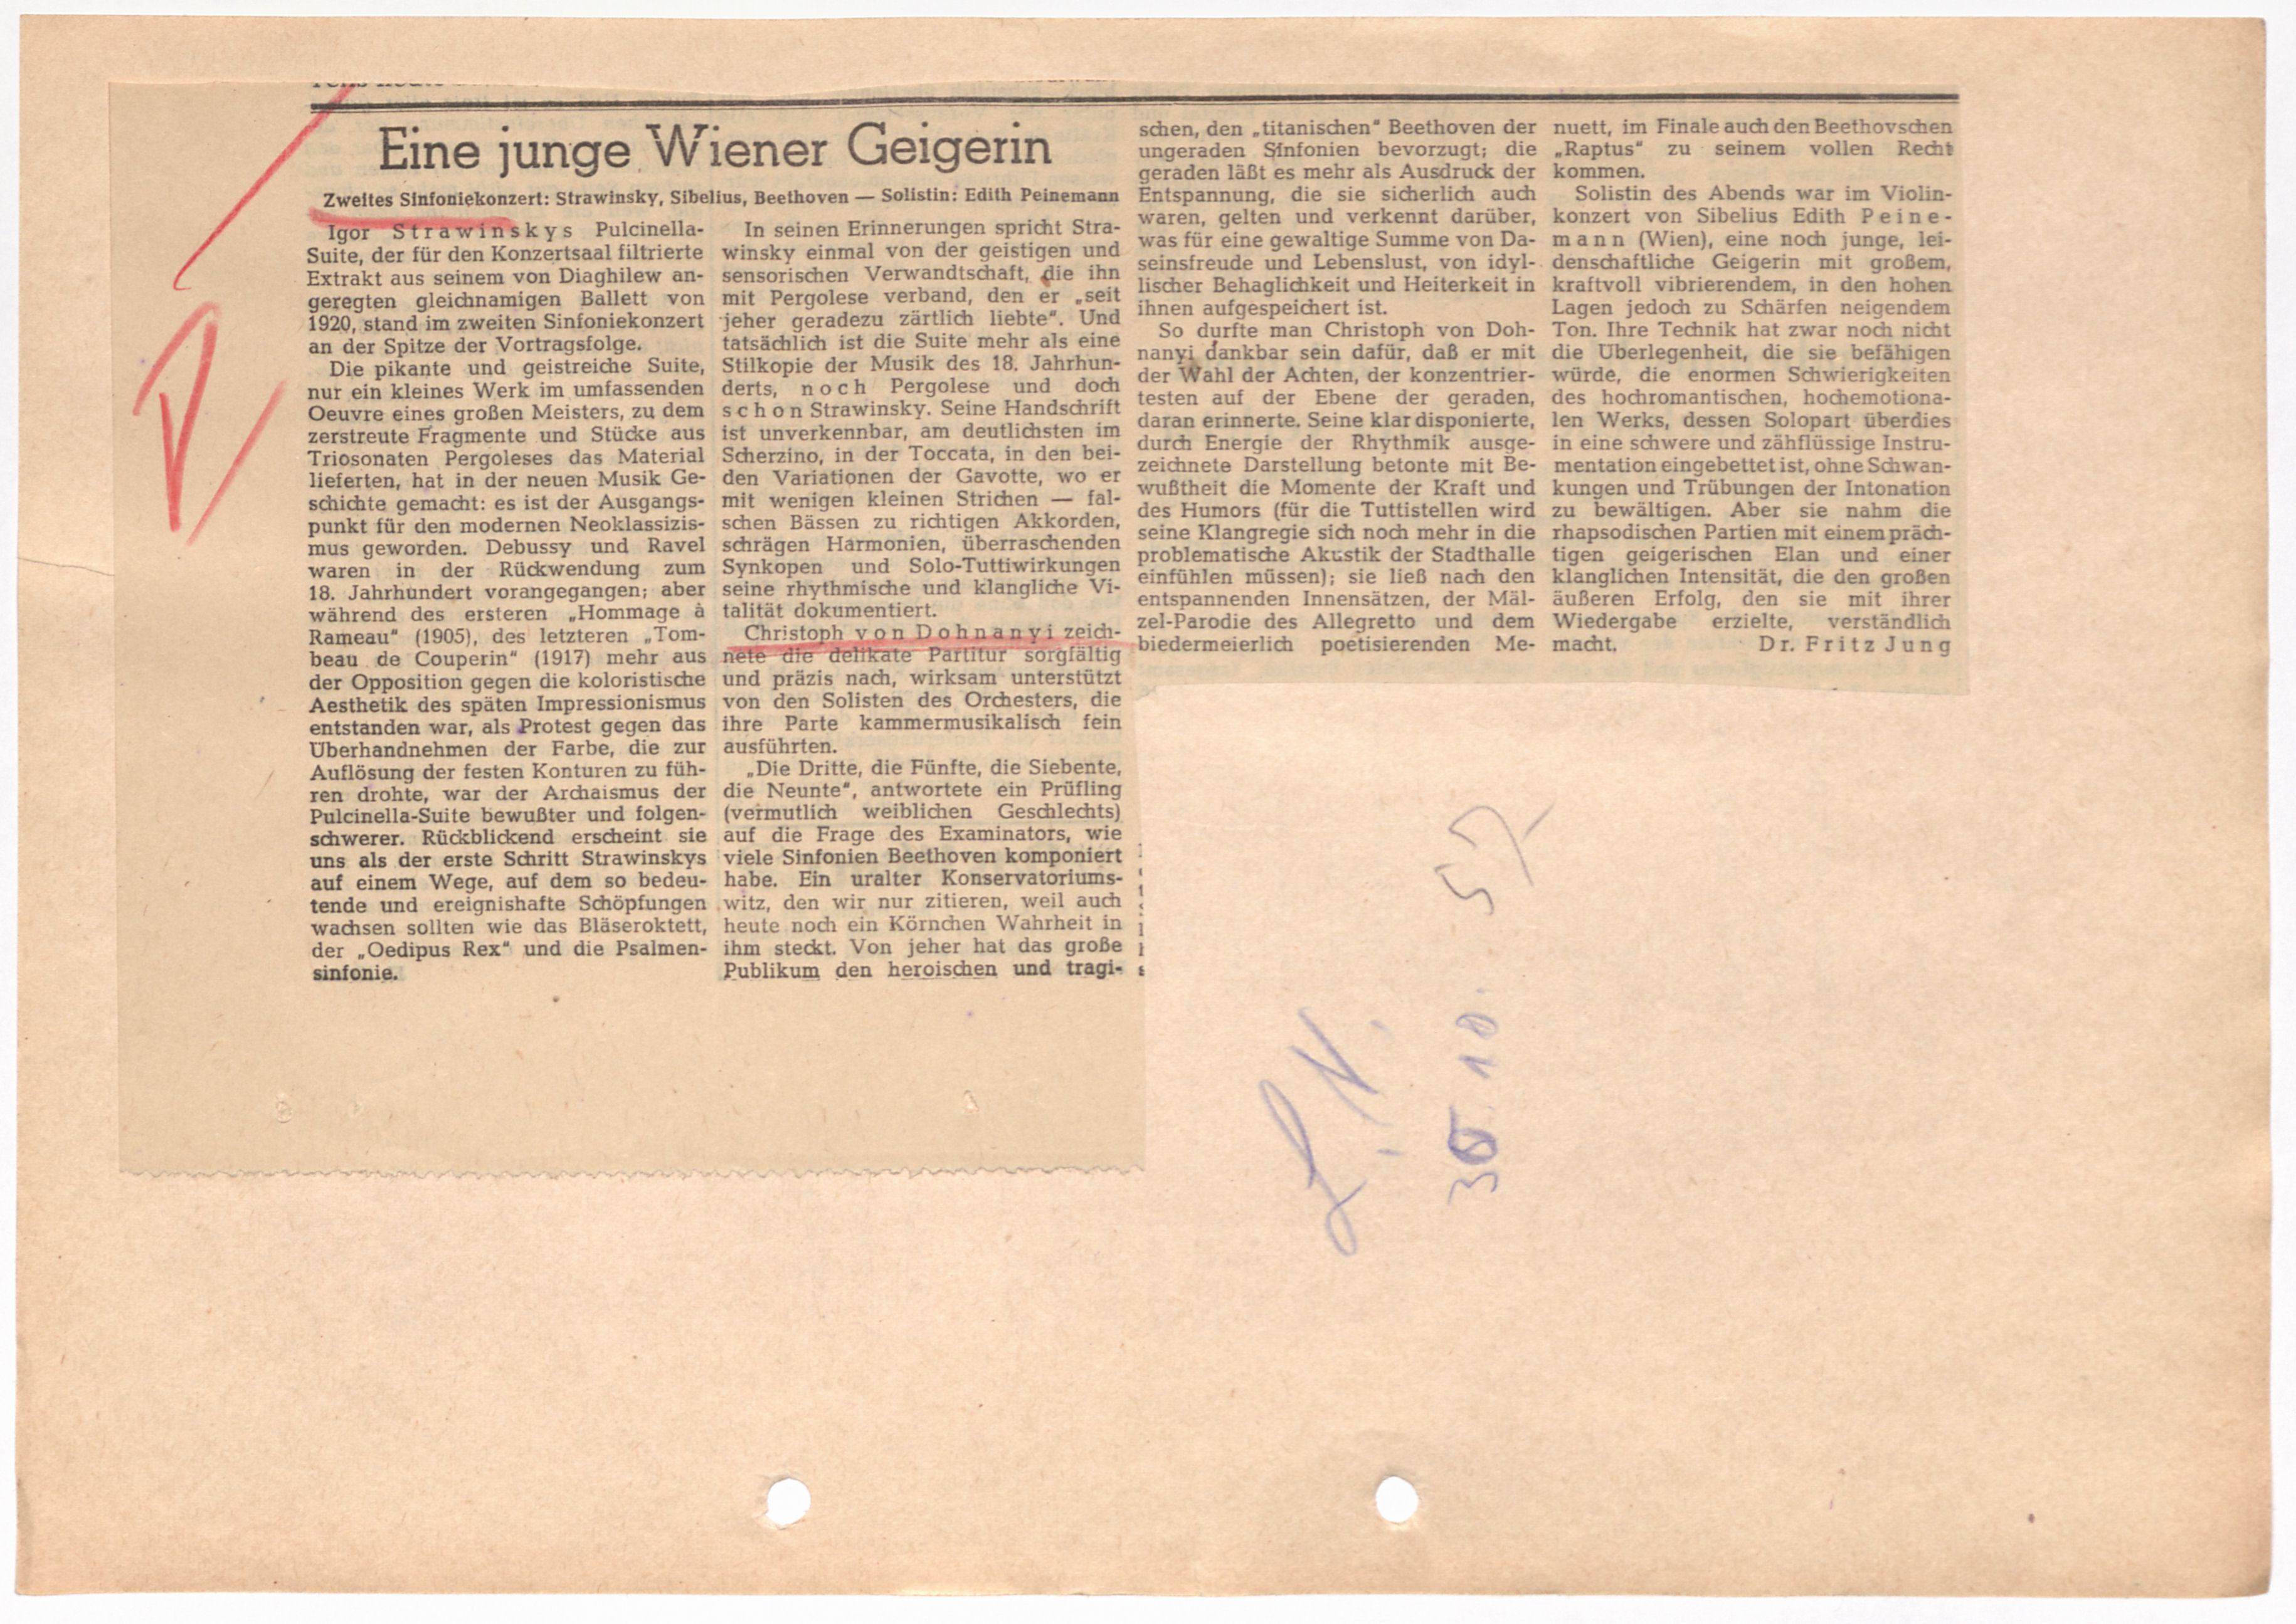 Eine junge Wiener Geigerin
Zweites Sinfoniekonzert: Strawinsky, Sibelius, Beethoven — Solistin: Edith Peinemann
Igor Strawinskys Pulcinella-
Suite, der für den Konzertsaal filtrierte
Extrakt aus seinem von Diaghilew an-
geregten gleichnamigen Ballett von
1920, stand im zweiten Sinfoniekonzert
an der Spitze der Vortragsfolge.
Die pikante und geistreiche Suite,
nur ein kleines Werk im umfassenden
Oeuvre eines großen Meisters, zu dem
zerstreute Fragmente und Stücke aus
Triosonaten Pergoleses das Material
lieferten, hat in der neuen Musik Ge-
schichte gemacht: es ist der Ausgangs-
punkt für den modernen Neoklassizis-
mus geworden. Debussy und Ravel
waren in der Rückwendung zum
18. Jahrhundert vorangegangen; aber
während des ersteren „Hommage à
Rameau“ (1905), des letzteren „Tom-
beau de Couperin“ (1917) mehr aus
der Opposition gegen die koloristische
Aesthetik des späten Impressionismus
entstanden war, als Protest gegen das
Überhandnehmen der Farbe, die zur
Auflösung der festen Konturen zu füh-
ren drohte, war der Archaismus der
Pulcinella-Suite bewußter und folgen-
schwerer. Rückblickend erscheint sie
uns als der erste Schritt Strawinskys
auf einem Wege, auf dem so bedeu-
tende und ereignishafte Schöpfungen
wachsen sollten wie das Bläseroktett,
der „Oedipus Rex“ und die Psalmen-
sinfonie.
In seinen Erinnerungen spricht Stra-
winsky einmal von der geistigen und
sensorischen Verwandtschaft, die ihn
mit Pergolese verband, den er „seit
jeher geradezu zärtlich liebte“. Und
tatsächlich ist die Suite mehr als eine
Stilkopie der Musik des 18. Jahrhun-
derts, noch Pergolese und doch
schon Strawinsky. Seine Handschrift
ist unverkennbar, am deutlichsten im
Scherzino, in der Toccata, in den bei-
den Variationen der Gavotte, wo er
mit wenigen kleinen Strichen — fal-
schen Bässen zu richtigen Akkorden,
schrägen Harmonien, überraschenden
Synkopen und Solo-Tuttiwirkungen
seine rhythmische und klangliche Vi-
talität dokumentiert.
Christoph von Dohnanyi zeich-
nete die delikate Partitur sorgfältig
und präzis nach, wirksam unterstützt
von den Solisten des Orchesters, die
ihre Parte kammermusikalisch fein
ausführten.
„Die Dritte, die Fünfte, die Siebente,
die Neunte“, antwortete ein Prüfling
(vermutlich weiblichen Geschlechts)
auf die Frage des Examinators, wie
viele Sinfonien Beethoven komponiert
habe. Ein uralter Konservatoriums-
witz, den wir nur zitieren, weil auch
heute noch ein Körnchen Wahrheit in
ihm steckt. Von jeher hat das große
Publikum den heroischen und tragi-
schen, den „titanischen“ Beethoven der
ungeraden Sinfonien bevorzugt; die
geraden läßt es mehr als Ausdruck der
Entspannung, die sie sicherlich auch
waren, gelten und verkennt darüber,
was für eine gewaltige Summe von Da-
seinsfreude und Lebenslust, von idyl-
lischer Behaglichkeit und Heiterkeit in
ihnen aufgespeichert ist.
So durfte man Christoph von Doh-
nanyi dankbar sein dafür, daß er mit
der Wahl der Achten, der konzentrier-
testen auf der Ebene der geraden,
daran erinnerte. Seine klar disponierte,
durch Energie der Rhythmik ausge-
zeichnete Darstellung betonte mit Be-
wußtheit die Momente der Kraft und
des Humors (für die Tuttistellen wird
seine Klangregie sich noch mehr in die
problematische Akustik der Stadthalle
einfühlen müssen); sie ließ nach den
entspannenden Innensätzen, der Mäl-
zel-Parodie des Allegretto und dem
biedermeierlich poetisierenden Me-
nuett, im Finale auch den Beethovschen
„Raptus“ zu seinem vollen Recht
kommen.
Solistin des Abends war im Violin-
konzert von Sibelius Edith Peine-
mann (Wien), eine noch junge, lei-
denschaftliche Geigerin mit großem,
kraftvoll vibrierendem, in den hohen
Lagen jedoch zu Schärfen neigendem
Ton. Ihre Technik hat zwar noch nicht
die Überlegenheit, die sie befähigen
würde, die enormen Schwierigkeiten
des hochromantischen, hochemotiona-
len Werks, dessen Solopart überdies
in eine schwere und zähflüssige Instru-
mentation eingebettet ist, ohne Schwan-
kungen und Trübungen der Intonation
zu bewältigen. Aber sie nahm die
rhapsodischen Partien mit einem präch-
tigen geigerischen Elan und einer
klanglichen Intensität, die den großen
äußeren Erfolg, den sie mit ihrer
Wiedergabe erzielte, verständlich
macht. Dr. Fritz Jung
L. N.
10. 57